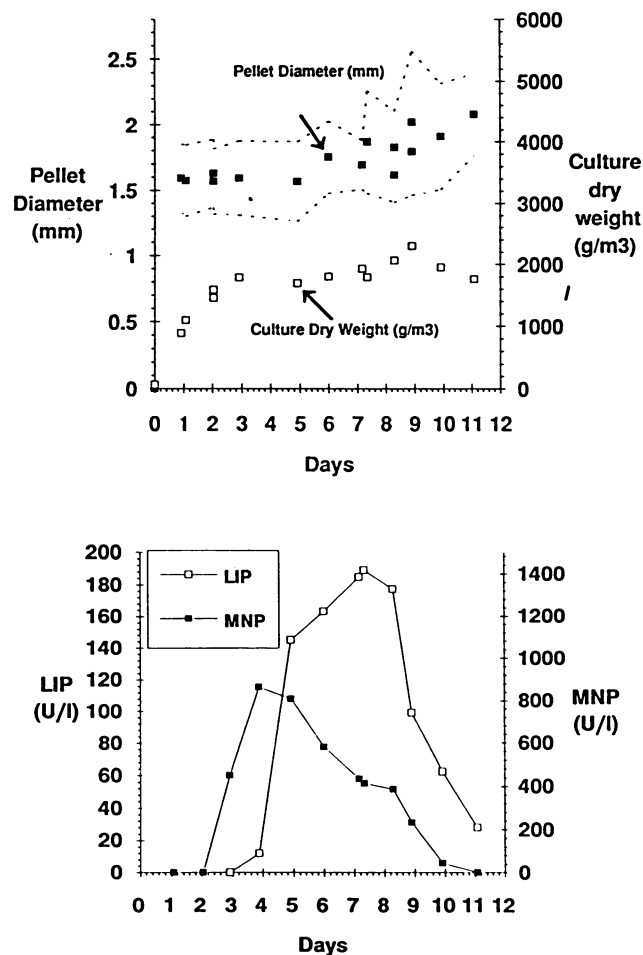 2.5
2
1.5
1
0.5
0
Pellet
Diameter
(mm)
Pellet Diameter (mm)
Culture Dry Weight (g/m3)
6000
5000
4000
3000
2000
1000
0
Culture
dry
weight
(g/m3)
0 1 2 3 4 5 6 7 8 9 10 11 12
Days
200
180
160
140
120
100
80
60
40
20
0
LIP
(U/l)
LIP
MNP
1400
1200
1000
800
600
400
200
0
MNP
(U/l)
0 1 2 3 4 5 6 7 8 9 10 11 12
Days